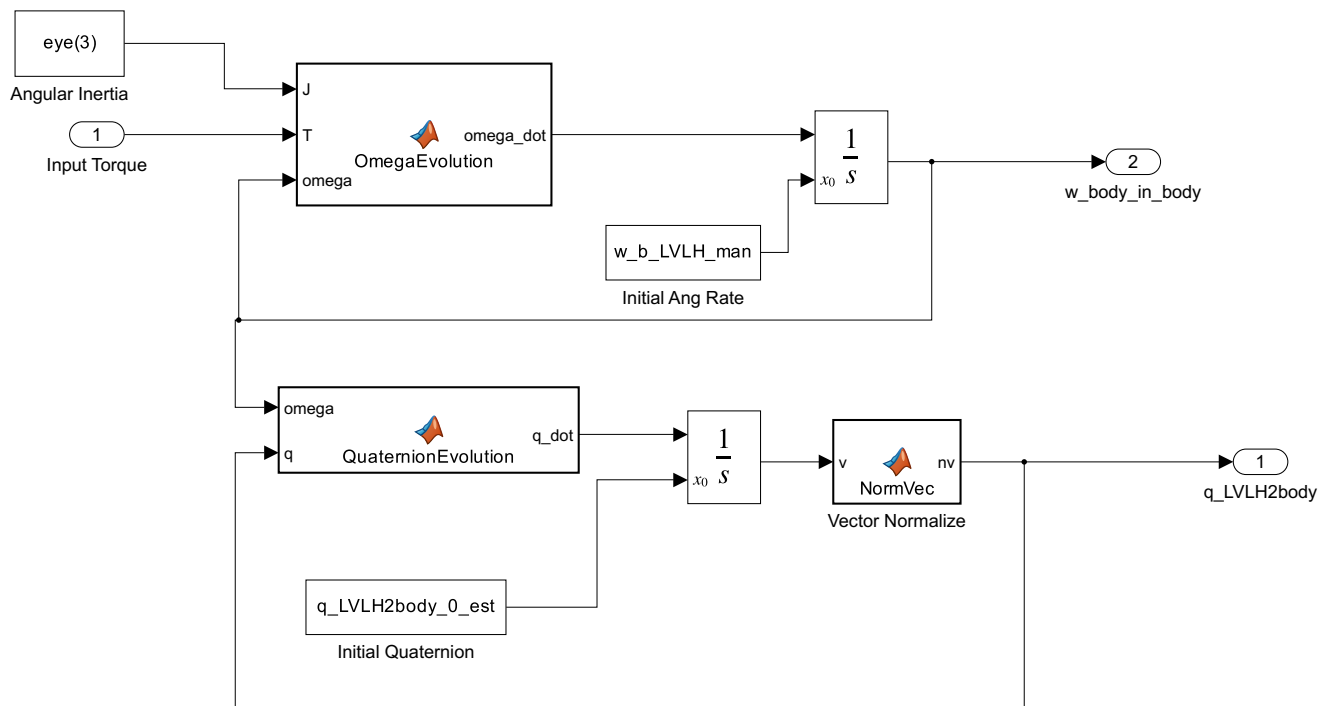 eye(3)
Angular Inertia
1
Input Torque
J
T
omega
omega_dot
OmegaEvolution
1
s
x0
2
w_body_in_body
w_b_LVLH_man
Initial Ang Rate
omega
q
q_dot
QuaternionEvolution
1
s
x0
v
nv
NormVec
Vector Normalize
1
q_LVLH2body
q_LVLH2body_0_est
Initial Quaternion